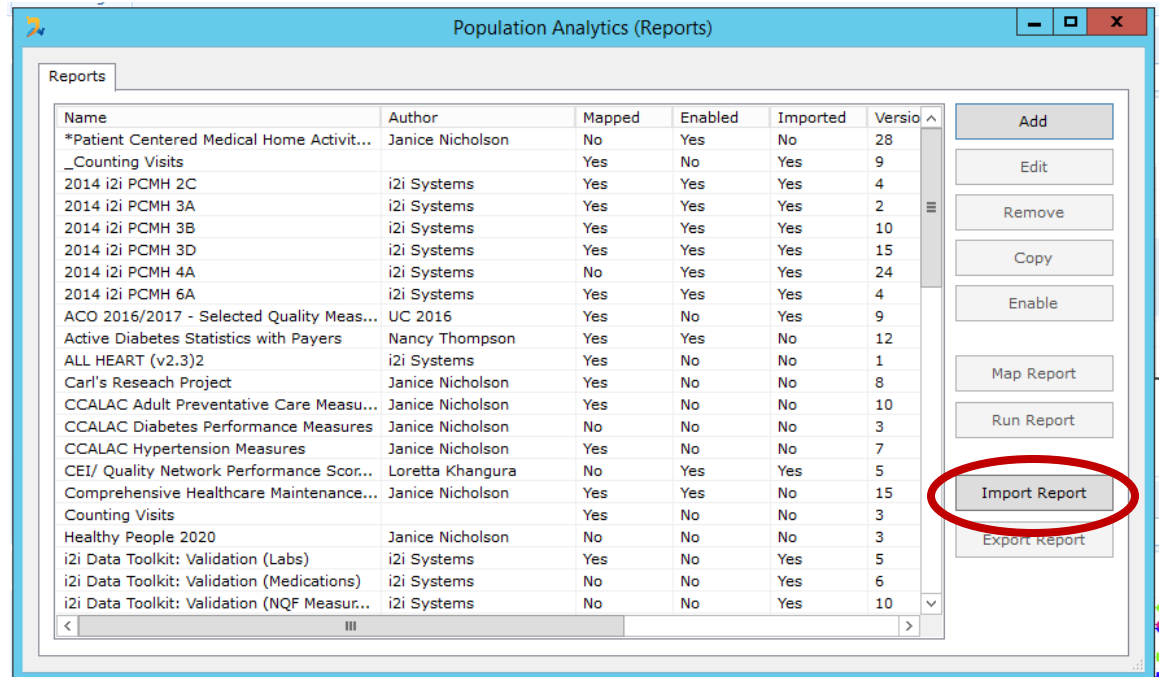 Population Analytics (Reports)
Reports
Name Author Mapped Enabled Imported Versio
*Patient Centered Medical Home Activit... Janice Nicholson No Yes No 28
_Counting Visits Yes No Yes 9
2014 i2i PCMH 2C i2i Systems Yes Yes Yes 4
2014 i2i PCMH 3A i2i Systems Yes Yes Yes 2
2014 i2i PCMH 3B i2i Systems Yes Yes Yes 10
2014 i2i PCMH 3D i2i Systems Yes Yes Yes 15
2014 i2i PCMH 4A i2i Systems No Yes Yes 24
2014 i2i PCMH 6A i2i Systems Yes Yes Yes 4
ACO 2016/2017 - Selected Quality Meas... UC 2016 Yes No Yes 9
Active Diabetes Statistics with Payers Nancy Thompson Yes Yes No 12
ALL HEART (v2.3)2 i2i Systems Yes No No 1
Carl's Reseach Project Janice Nicholson Yes No No 8
CCALAC Adult Preventative Care Measu... Janice Nicholson Yes No No 10
CCALAC Diabetes Performance Measures Janice Nicholson No No No 3
CCALAC Hypertension Measures Janice Nicholson Yes No No 7
CEI/ Quality Network Performance Scor... Loretta Khangura No Yes Yes 5
Comprehensive Healthcare Maintenance... Janice Nicholson Yes Yes No 15
Counting Visits Yes No No 3
Healthy People 2020 Janice Nicholson No No No 3
i2i Data Toolkit: Validation (Labs) i2i Systems Yes No Yes 5
i2i Data Toolkit: Validation (Medications) i2i Systems No No Yes 6
i2i Data Toolkit: Validation (NQF Measur... i2i Systems No No Yes 10
Add
Edit
Remove
Copy
Enable
Map Report
Run Report
Import Report
Export Report